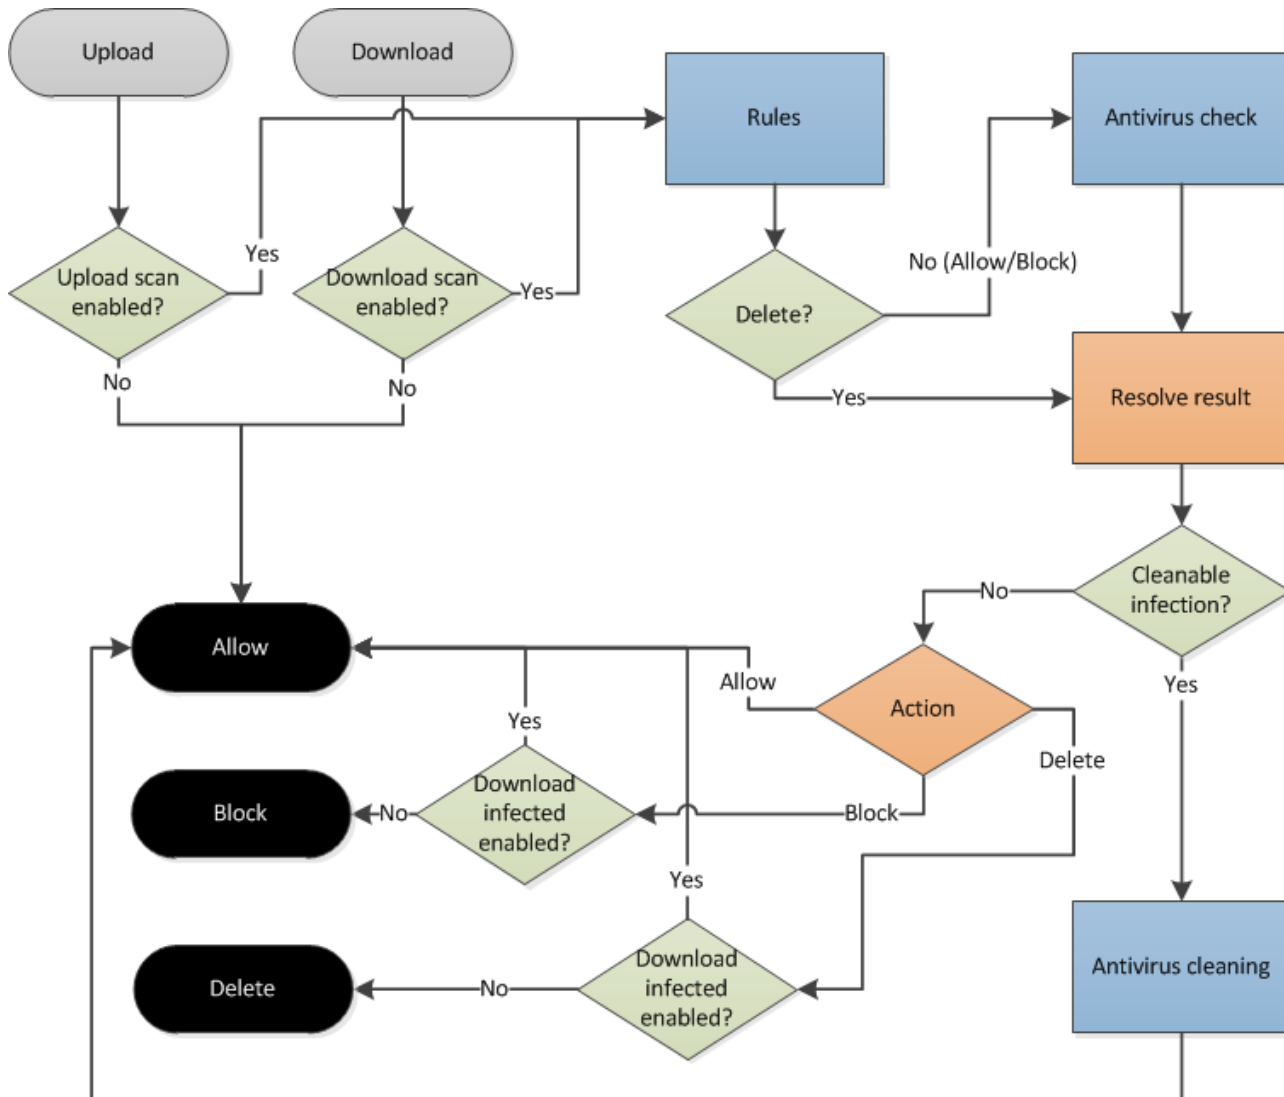 Upload
Download
Rules
Antivirus check
Yes
Upload scan
enabled?
Download scan
enabled?
Yes
No (Allow/Block)
Delete?
No
No
Yes
Resolve result
Cleanable
infection?
No
Allow
Allow
Action
Yes
Yes
Delete
Block
No
Download
infected
enabled?
Block
Yes
Delete
No
Download
infected
enabled?
Antivirus cleaning